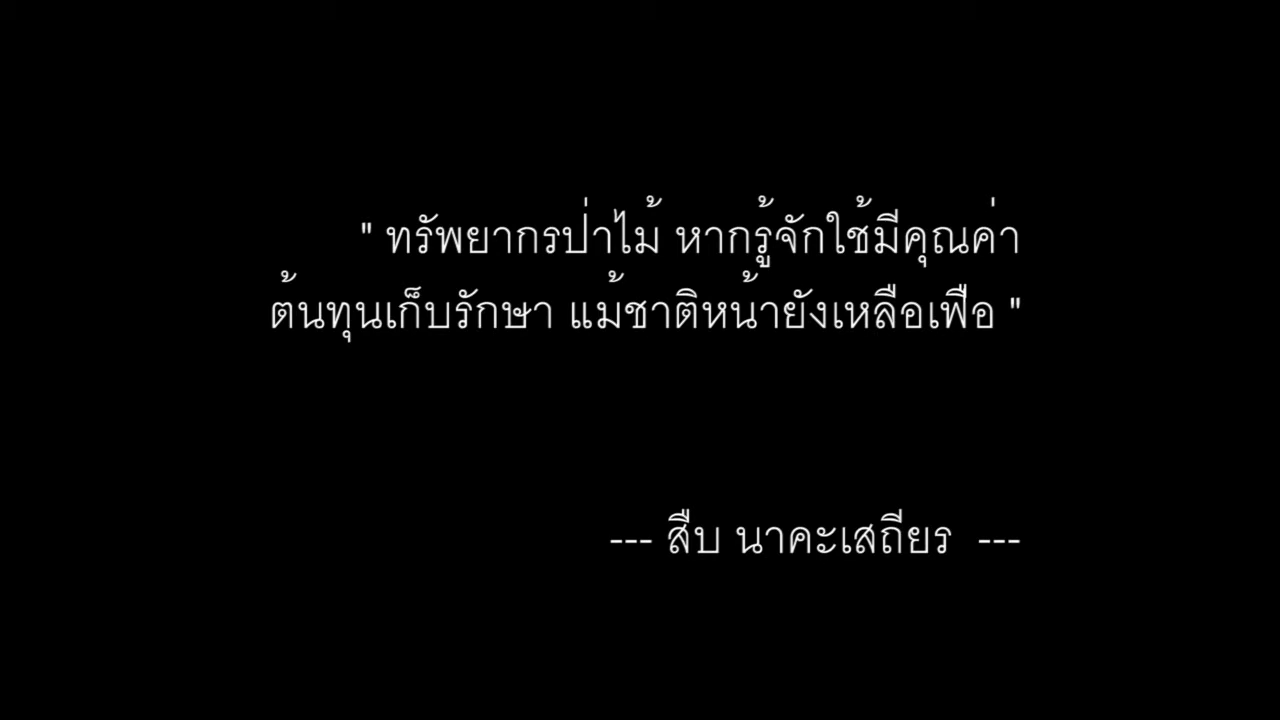 " ทรัพยากรป่าไม้ หากรู้จักใช้มีคุณค่า
ต้นทุนเก็บรักษา แม้ชาติหน้ายังเหลือเฟือ "
--- สืบ นาคะเสถียร ---